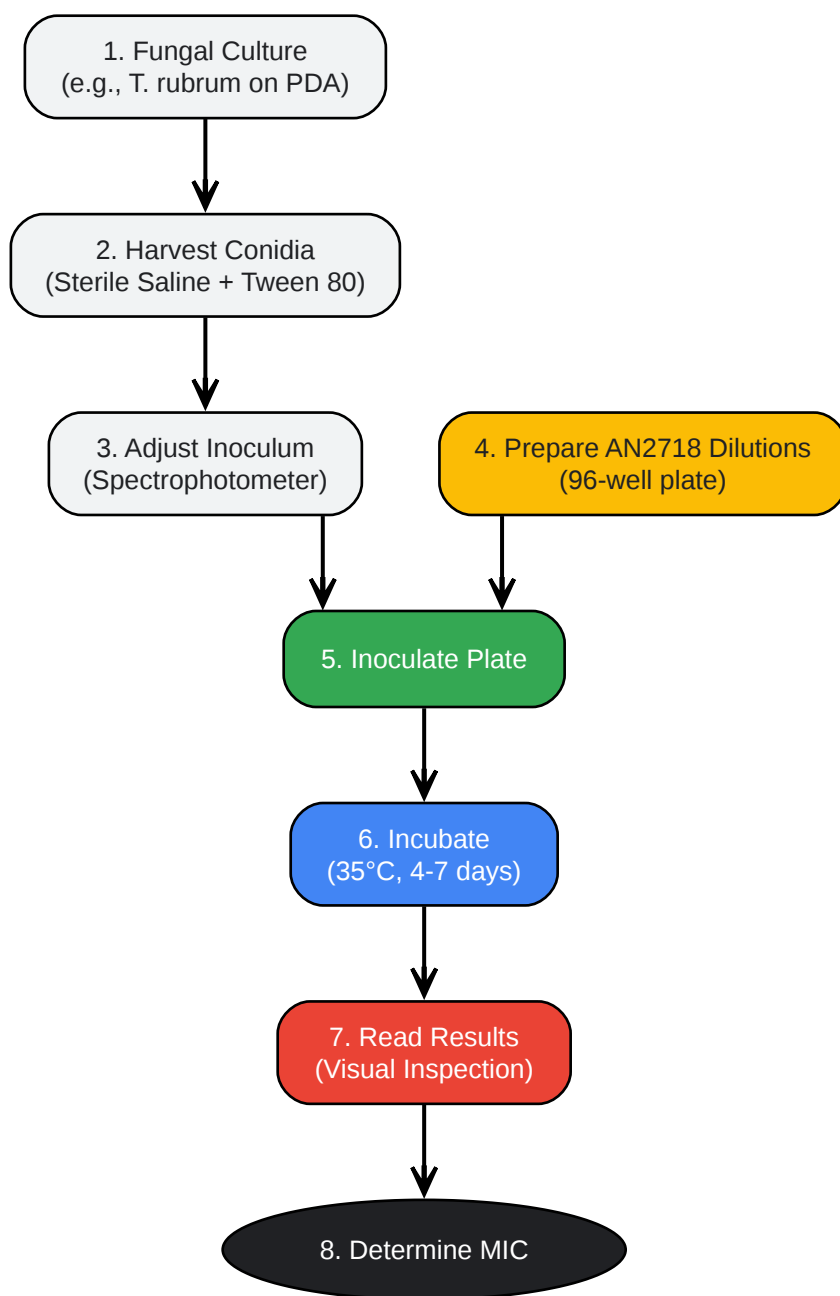 1. Fungal Culture
(e.g., T. rubrum on PDA)
2. Harvest Conidia
(Sterile Saline + Tween 80)
3. Adjust Inoculum
(Spectrophotometer)
4. Prepare AN2718 Dilutions
(96-well plate)
5. Inoculate Plate
6. Incubate
(35°C, 4-7 days)
7. Read Results
(Visual Inspection)
8. Determine MIC